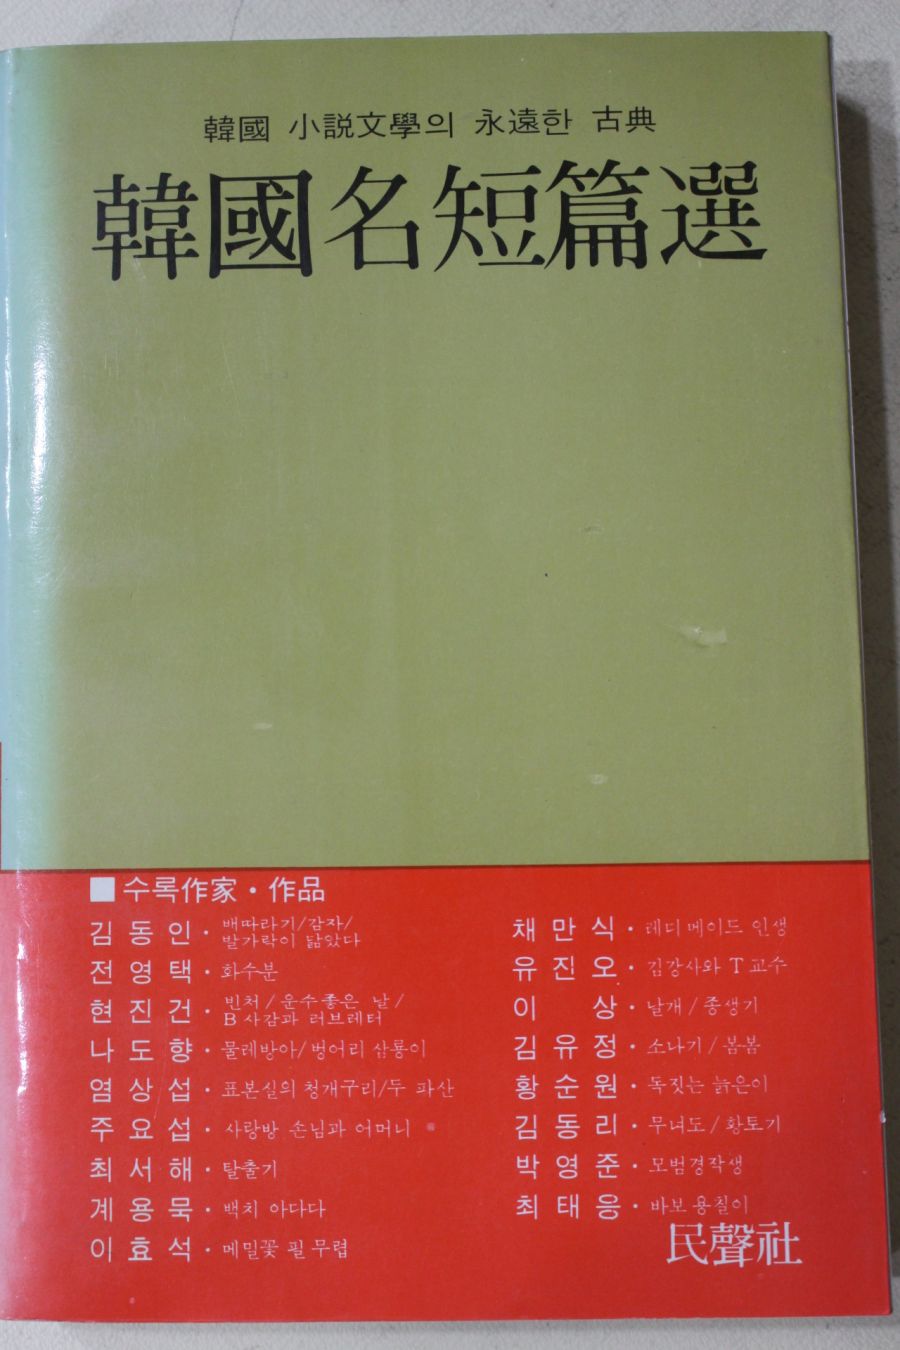 韓國 小説文學의 永遠한 古典
韓國名短篇選
■ 수록作家・作品
김동인・배따라기/감자/
발가락이 닮았다
전영택・화수분
현진건・빈처/운수좋은 날/
B사감과 러브레터
나도향・물레방아/벙어리 삼룡이
염상섭・표본실의 청개구리/두 파산
주요섭・사랑방 손님과 어머니
최서해・탈출기
계용묵・백치 아다다
이효석・메밀꽃 필 무렵
채만식・레디 메이드 인생
유진오・김강사와 T교수
이 상・날개/종생기
김유정・소나기/봄봄
황순원・독짓는 늙은이
김동리・무녀도/황토기
박영준・모범경작생
최태응・바보 용칠이
民聲社